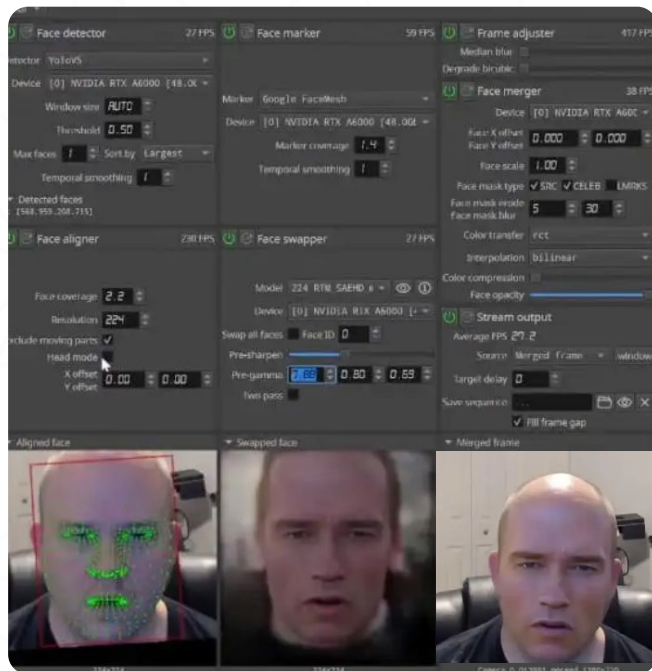 Face detector 27 FPS
YoloV5
Device [0] NVIDIA RTX A6000 [48.0
Window size AUTO
Threshold 0.50
Max faces 1 Sort by Largest
Temporal smoothing 1
Detected faces
[568.959.208.715]
Face marker 59 FPS
Marker Google FaceMesh
Device [0] NVIDIA RTX A6000 [48.0G
Marker coverage 1.4
Temporal smoothing 1
Frame adjuster 417 FPS
Median blur
Degrade bicubic
Face merger 38 FPS
Device [0] NVIDIA RTX A60
Face X offset
Face Y offset 0.000 0.000
Face scale 1.00
Face mask type SRC CELEB LMRKS
Face mask erode
Face mask blur 5 30
Color transfer rct
Interpolation bilinear
Color compression
Face opacity
Face aligner 230 FPS
Face coverage 2.2
Resolution 224
clude moving parts
Head mode
X offset
Y offset 0.00 0.00
Face swapper 27 FPS
Model 224 RTM SAEHD
Device [0] NVIDIA RTX A6000 [
Swap all faces Face ID 0
Pre-sharpen
Pre-gamma 0.80 0.69
Two pass
Stream output
Average FPS 27.2
Source Merged frame window
Target delay 0
Save sequence ...
Fill frame gap
Aligned face
Swapped face
Merged frame
224x224
224x224